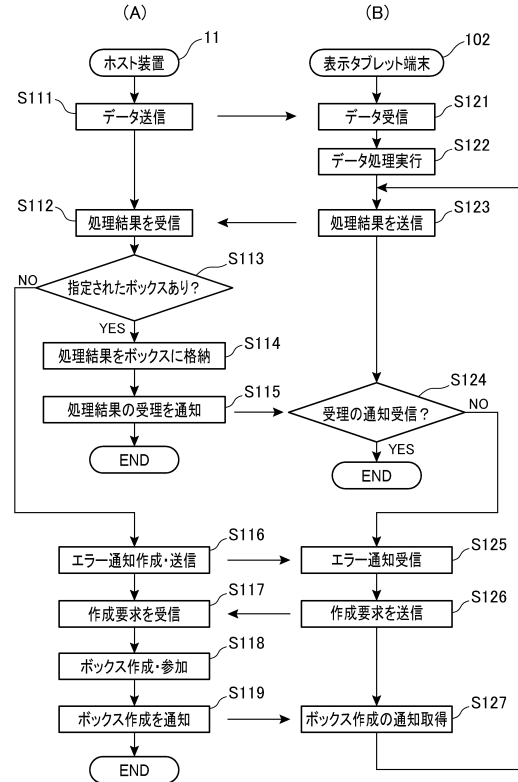 (A)
(B)
ホスト装置
11
表示タブレット端末
102
S111
データ送信
データ受信
S121
データ処理実行
S122
S112
処理結果を受信
処理結果を送信
S123
指定されたボックスあり？
S113
NO
YES
処理結果をボックスに格納
S114
処理結果の受理を通知
S115
受理の通知受信？
S124
NO
YES
END
END
エラー通知作成・送信
S116
エラー通知受信
S125
作成要求を受信
S117
作成要求を送信
S126
ボックス作成・参加
S118
ボックス作成を通知
S119
ボックス作成の通知取得
S127
END